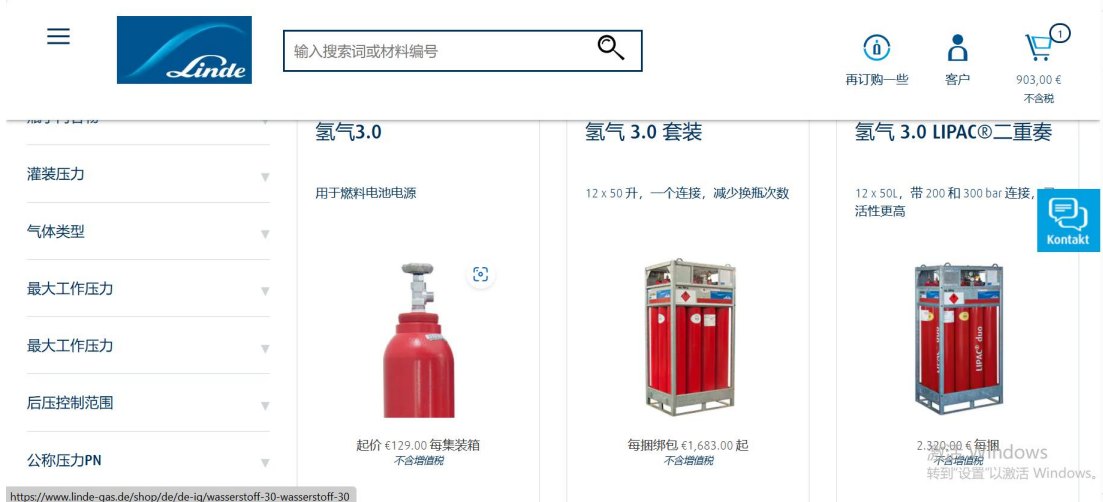 Linde
输入搜索词或材料编号
再订购一些
客户
1
903,00 €
不含税
灌装压力
气体类型
最大工作压力
最大工作压力
后压控制范围
公称压力PN
氢气3.0
用于燃料电池电源
起价 €129.00 每集装箱
不含增值税
氢气 3.0 套装
12 x 50 升，一个连接，减少换瓶次数
每捆绑包 €1,683.00 起
不含增值税
氢气 3.0 LIPAC®二重奏
12 x 50L，带 200 和 300 bar 连接，
活性更高
LIPAC® duo
2.320,00 € 每捆
不含增值税
Kontakt
激活 Windows
转到"设置"以激活 Windows。
https://www.linde-gas.de/shop/de/de-ig/wasserstoff-30-wasserstoff-30